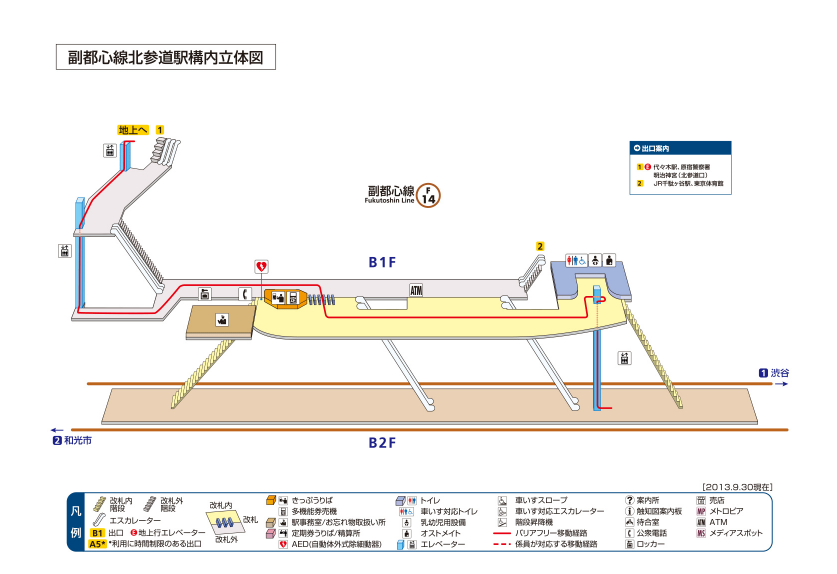 副都心線北参道駅構内立体図
地上へ 1
出口案内
1 E 代々木駅、原宿警察署
明治神宮（北参道口）
2 JR千駄ヶ谷駅、東京体育館
副都心線
Fukutoshin Line
F
14
B1F
2
ATM
1 渋谷
2 和光市
B2F
[2013.9.30現在]
凡例
改札内
階段
改札外
階段
エスカレーター
B1 出口 E 地上行エレベーター
A5* *利用に時間制限のある出口
改札内
改札
改札外
きっぷうりば
多機能券売機
駅事務室/お忘れ物取扱い所
定期券うりば/精算所
AED(自動体外式除細動器)
トイレ
車いす対応トイレ
乳幼児用設備
オストメイト
エレベーター
車いすスロープ
車いす対応エスカレーター
階段昇降機
バリアフリー移動経路
係員が対応する移動経路
? 案内所
触知図案内板
待合室
公衆電話
ロッカー
売店
MP メトロピア
ATM ATM
MS メディアスポット